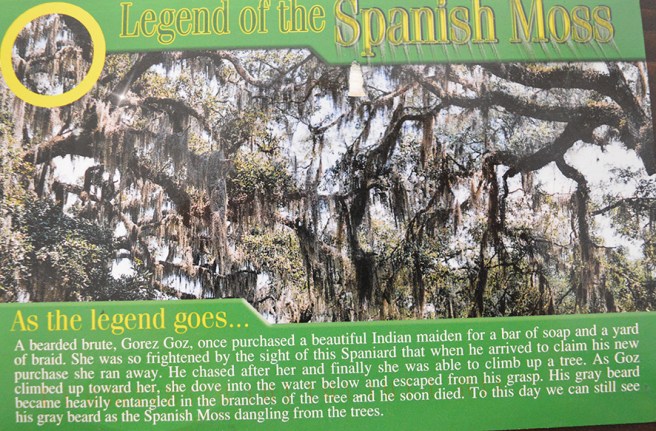 Legend of the Spanish Moss
As the legend goes...
A bearded brute, Gorez Goz, once purchased a beautiful Indian maiden for a bar of soap and a yard
of braid. She was so frightened by the sight of this Spaniard that when he arrived to claim his new
purchase she ran away. He chased after her and finally she was able to climb up a tree. As Goz
climbed up toward her, she dove into the water below and escaped from his grasp. His gray beard
became heavily entangled in the branches of the tree and he soon died. To this day we can still see
his gray beard as the Spanish Moss dangling from the trees.